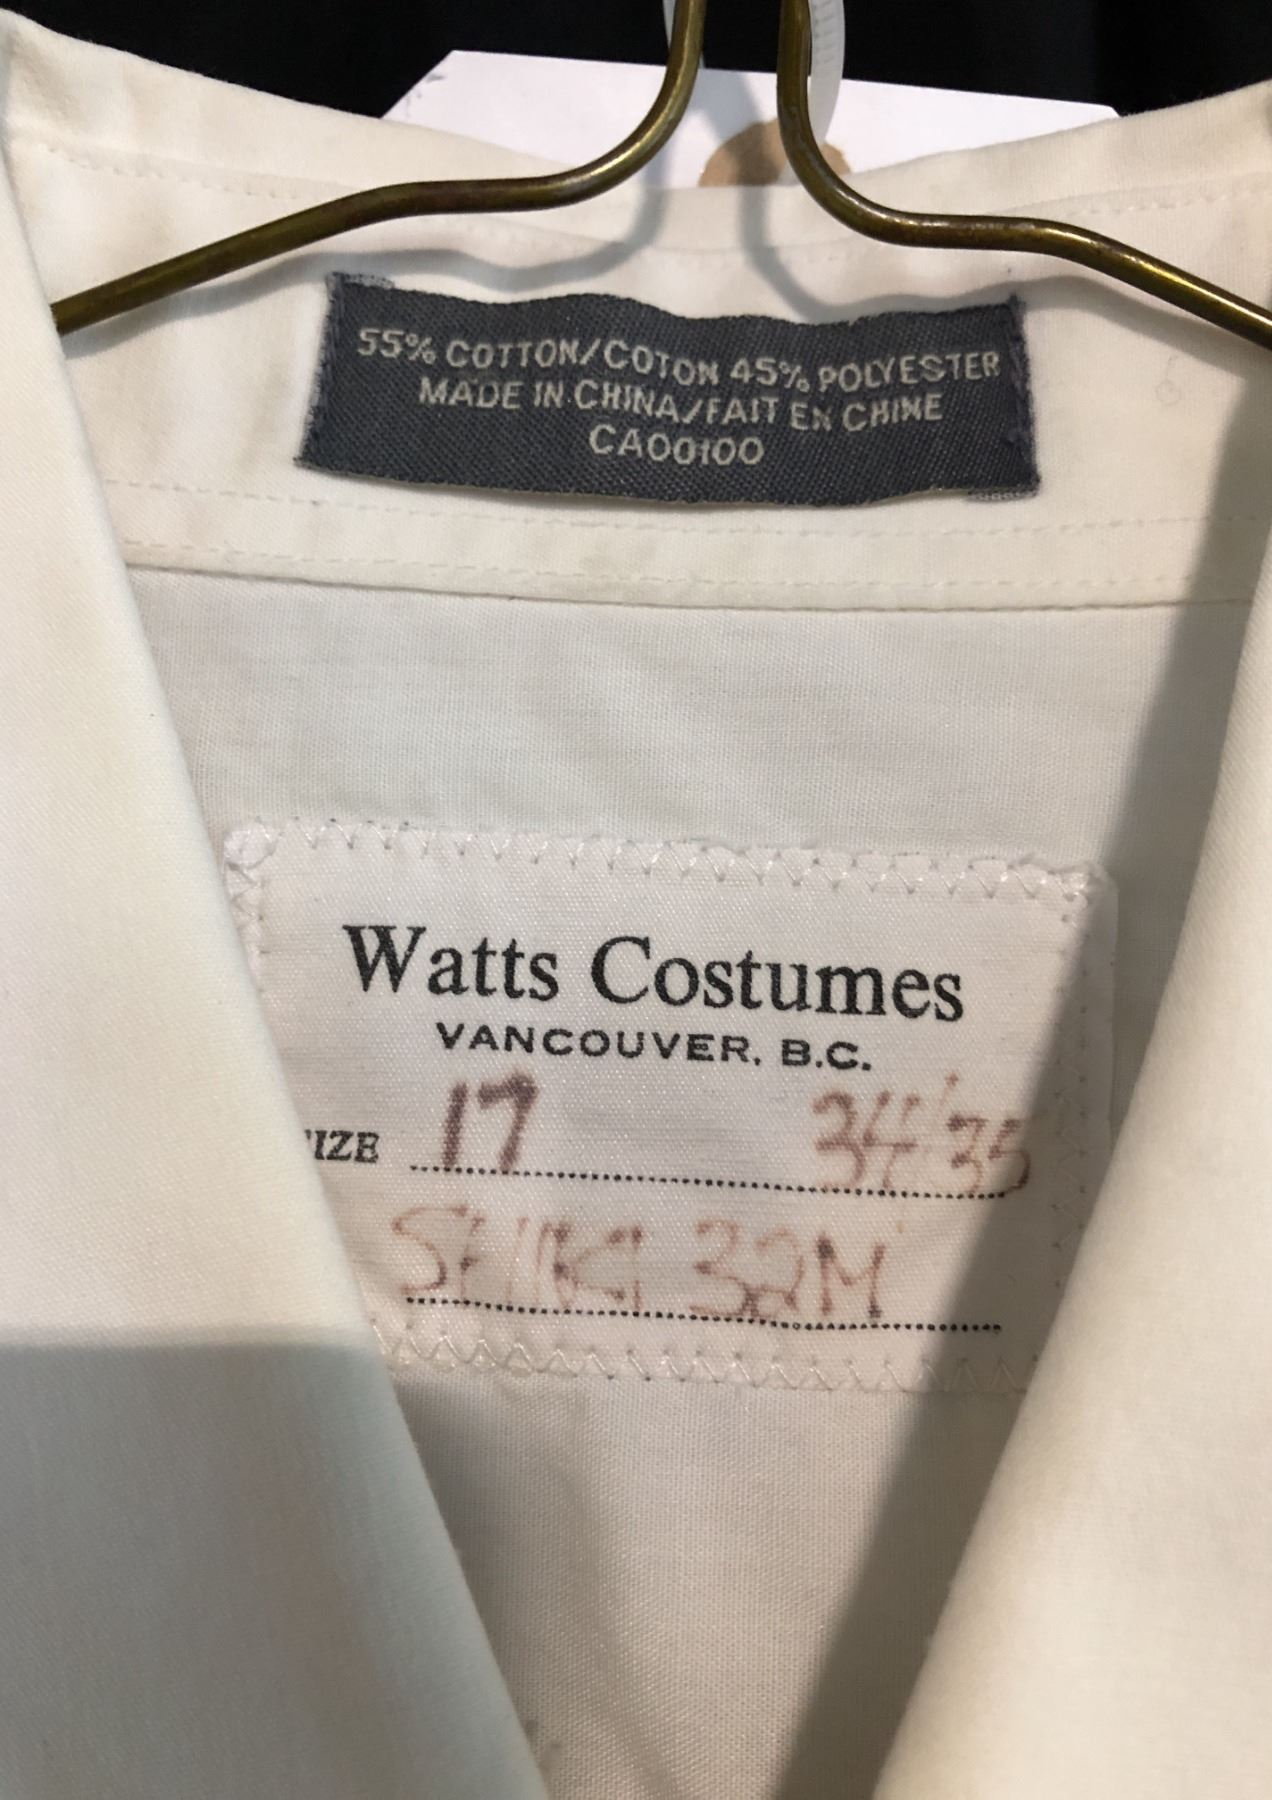 55% COTTON/COTON 45% POLYESTER
MADE IN CHINA/FAIT EN CHINE
CA00100
Watts Costumes
VANCOUVER, B.C.
IZE 17 34 35
32M